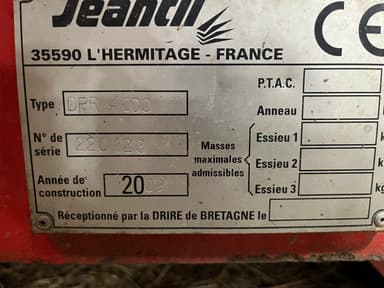 Jeantil
35590 L'HERMITAGE - FRANCE
CE
P.T.A.C.
Type
Anneau
N° de série
Masses maximales admissibles
Essieu 1
Essieu 2
Essieu 3
Année de construction 20
Réceptionné par la DRIRE de BRETAGNE le